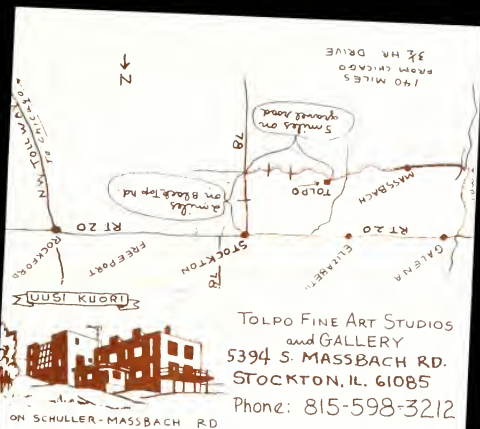 140 MILES
FROM CHICAGO
3½ HR DRIVE
N
TO CHICAGO
N.W. TOLLWAY
78
5 miles on
gravel road
2 miles
on Black Top Rd.
TOLPO
MASSBACH
RT 20
RT 20
ROCKFORD
FREEPORT
STOCKTON
78
ELIZABETH
GALENA
UUSI KUORI
TOLPO FINE ART STUDIOS
and GALLERY
5394 S. MASSBACH RD.
STOCKTON, IL. 61085
Phone: 815-598-3212
ON SCHULLER-MASSBACH RD